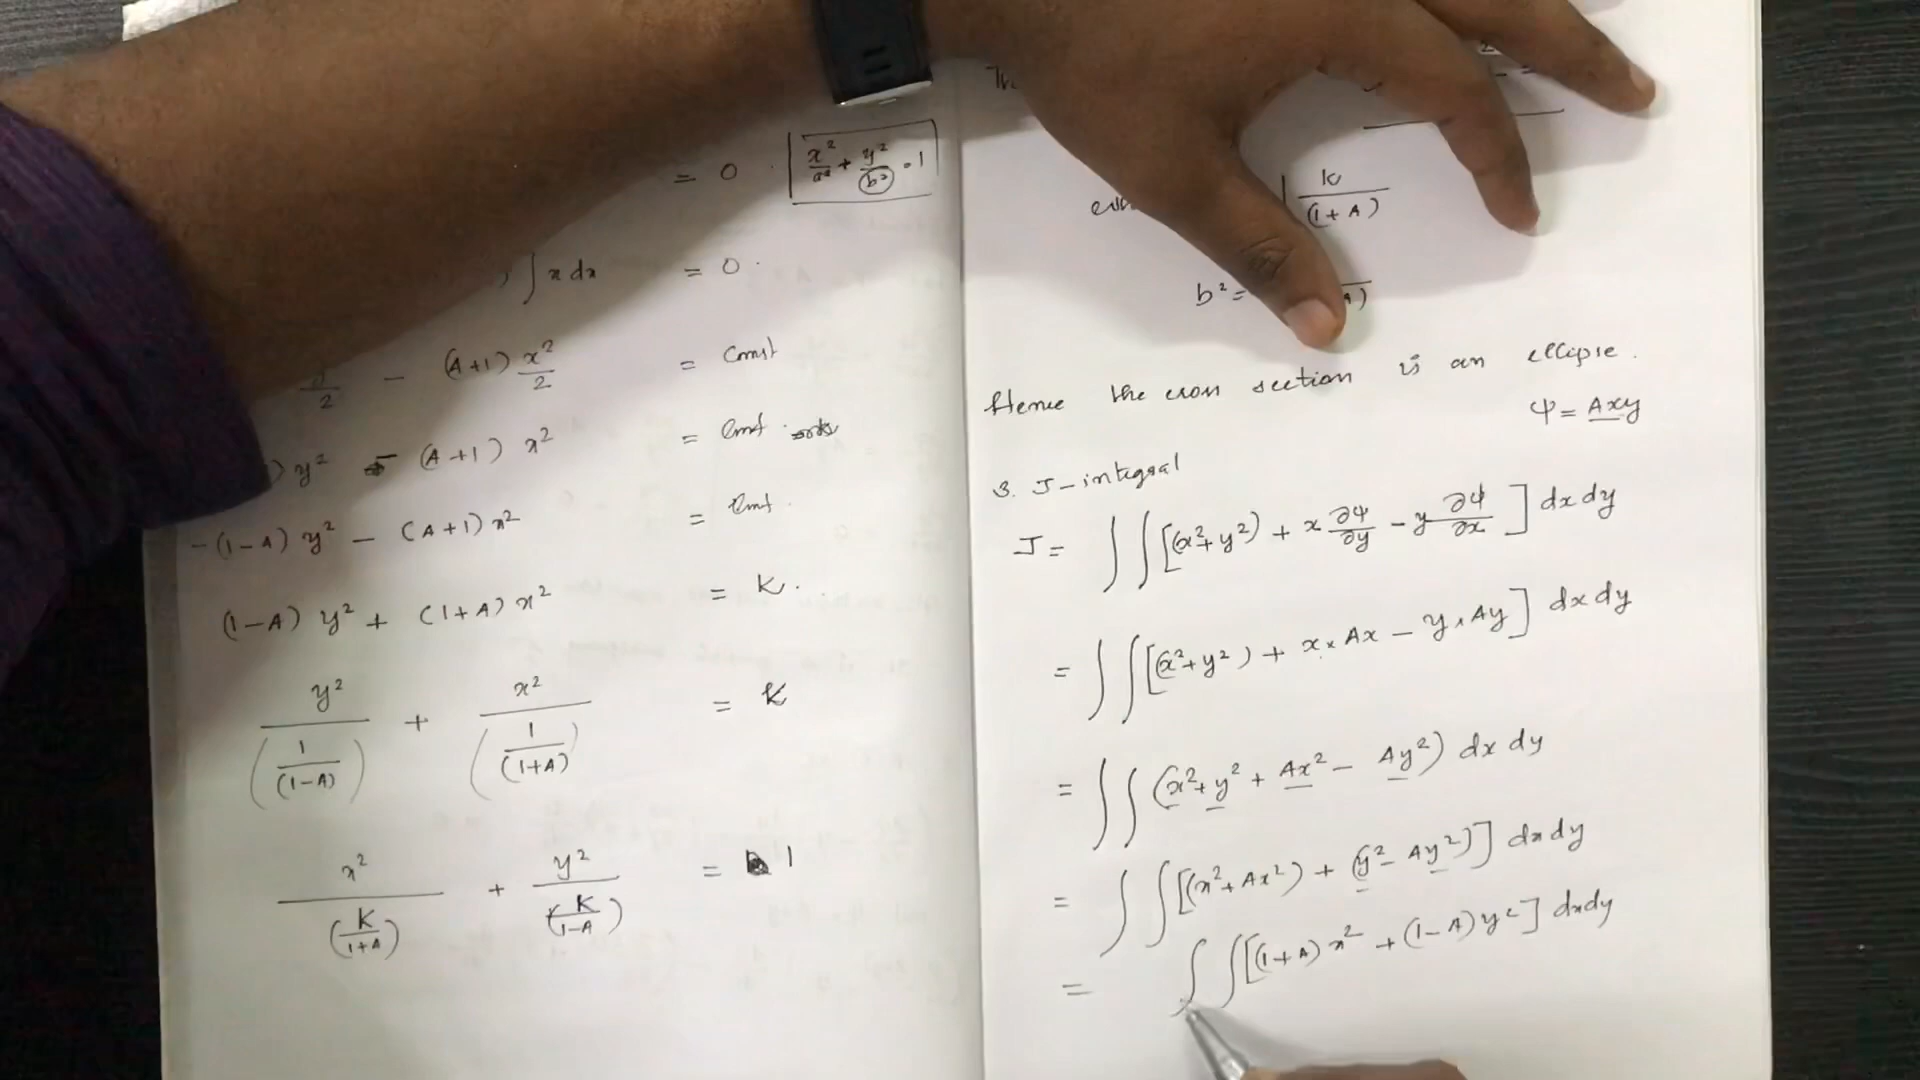 = 0 . x²/a² + y²/b² = 1
) ∫ x dx = 0 .
/2 - (A+1) x²/2 = Const
) y² - (A+1) x² = Const .
-(1-A) y² - (A+1) x² = Const .
(1-A) y² + (1+A) x² = K .
y²/(1/(1-A)) + x²/(1/(1+A)) = K
x²/(K/(1+A)) + y²/(K/(1-A)) = 1
K/(1+A)
b² =
Hence the cross section is an ellipse .
ψ = Axy
3. J-integral
J = ∫∫[(x²+y²) + x ∂ψ/∂y - y ∂ψ/∂x] dx dy
= ∫∫[(x²+y²) + x × Ax - y × Ay] dx dy
= ∫∫(x²+y² + Ax² - Ay²) dx dy
= ∫∫[(x²+Ax²) + (y² - Ay²)] dx dy
= ∫∫[(1+A) x² + (1-A) y²] dx dy